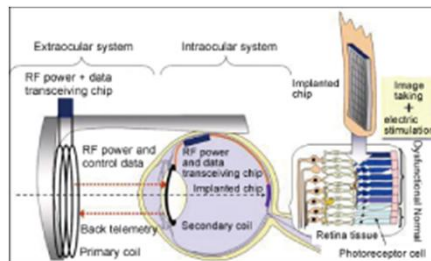 Extraocular system
Intraocular system
RF power + data
transceiving chip
Implanted
chip
Image
taking
+
electric
stimulation
RF power and
control data
RF power
and data
transceiving chip
Implanted chip
Dysfunctional Normal
Back telemetry
Secondary coil
Primary coil
Retina tissue
Photoreceptor cell